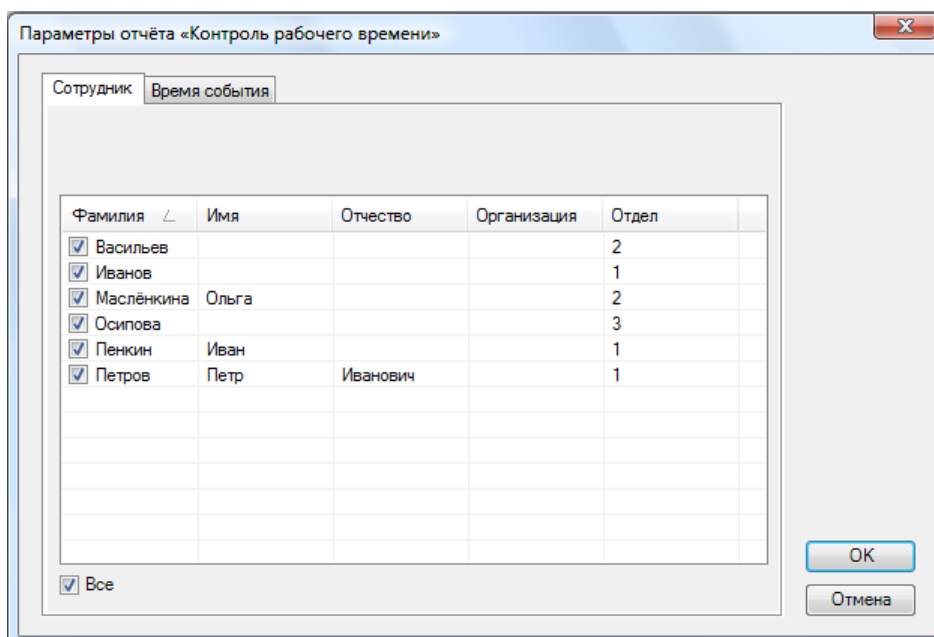 Параметры отчёта «Контроль рабочего времени»
Сотрудник Время события
Фамилия Имя Отчество Организация Отдел
Васильев 2
Иванов 1
Маслёнкина Ольга 2
Осипова 3
Пенкин Иван 1
Петров Петр Иванович 1
Все
OK
Отмена